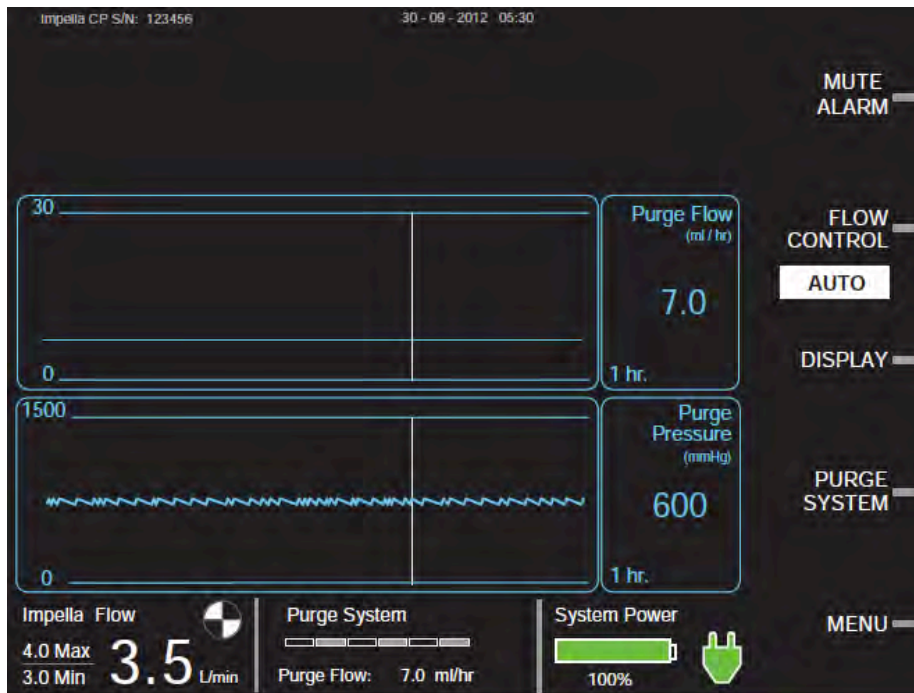 Impella CP S/N: 123456
30 - 09 - 2012 05:30
MUTE
ALARM
30
0
Purge Flow
(ml / hr)
7.0
1 hr.
FLOW
CONTROL
AUTO
DISPLAY
1500
0
Purge
Pressure
(mmHg)
600
1 hr.
PURGE
SYSTEM
Impella Flow
4.0 Max
3.0 Min
3.5 L/min
Purge System
Purge Flow: 7.0 ml/hr
System Power
100%
MENU